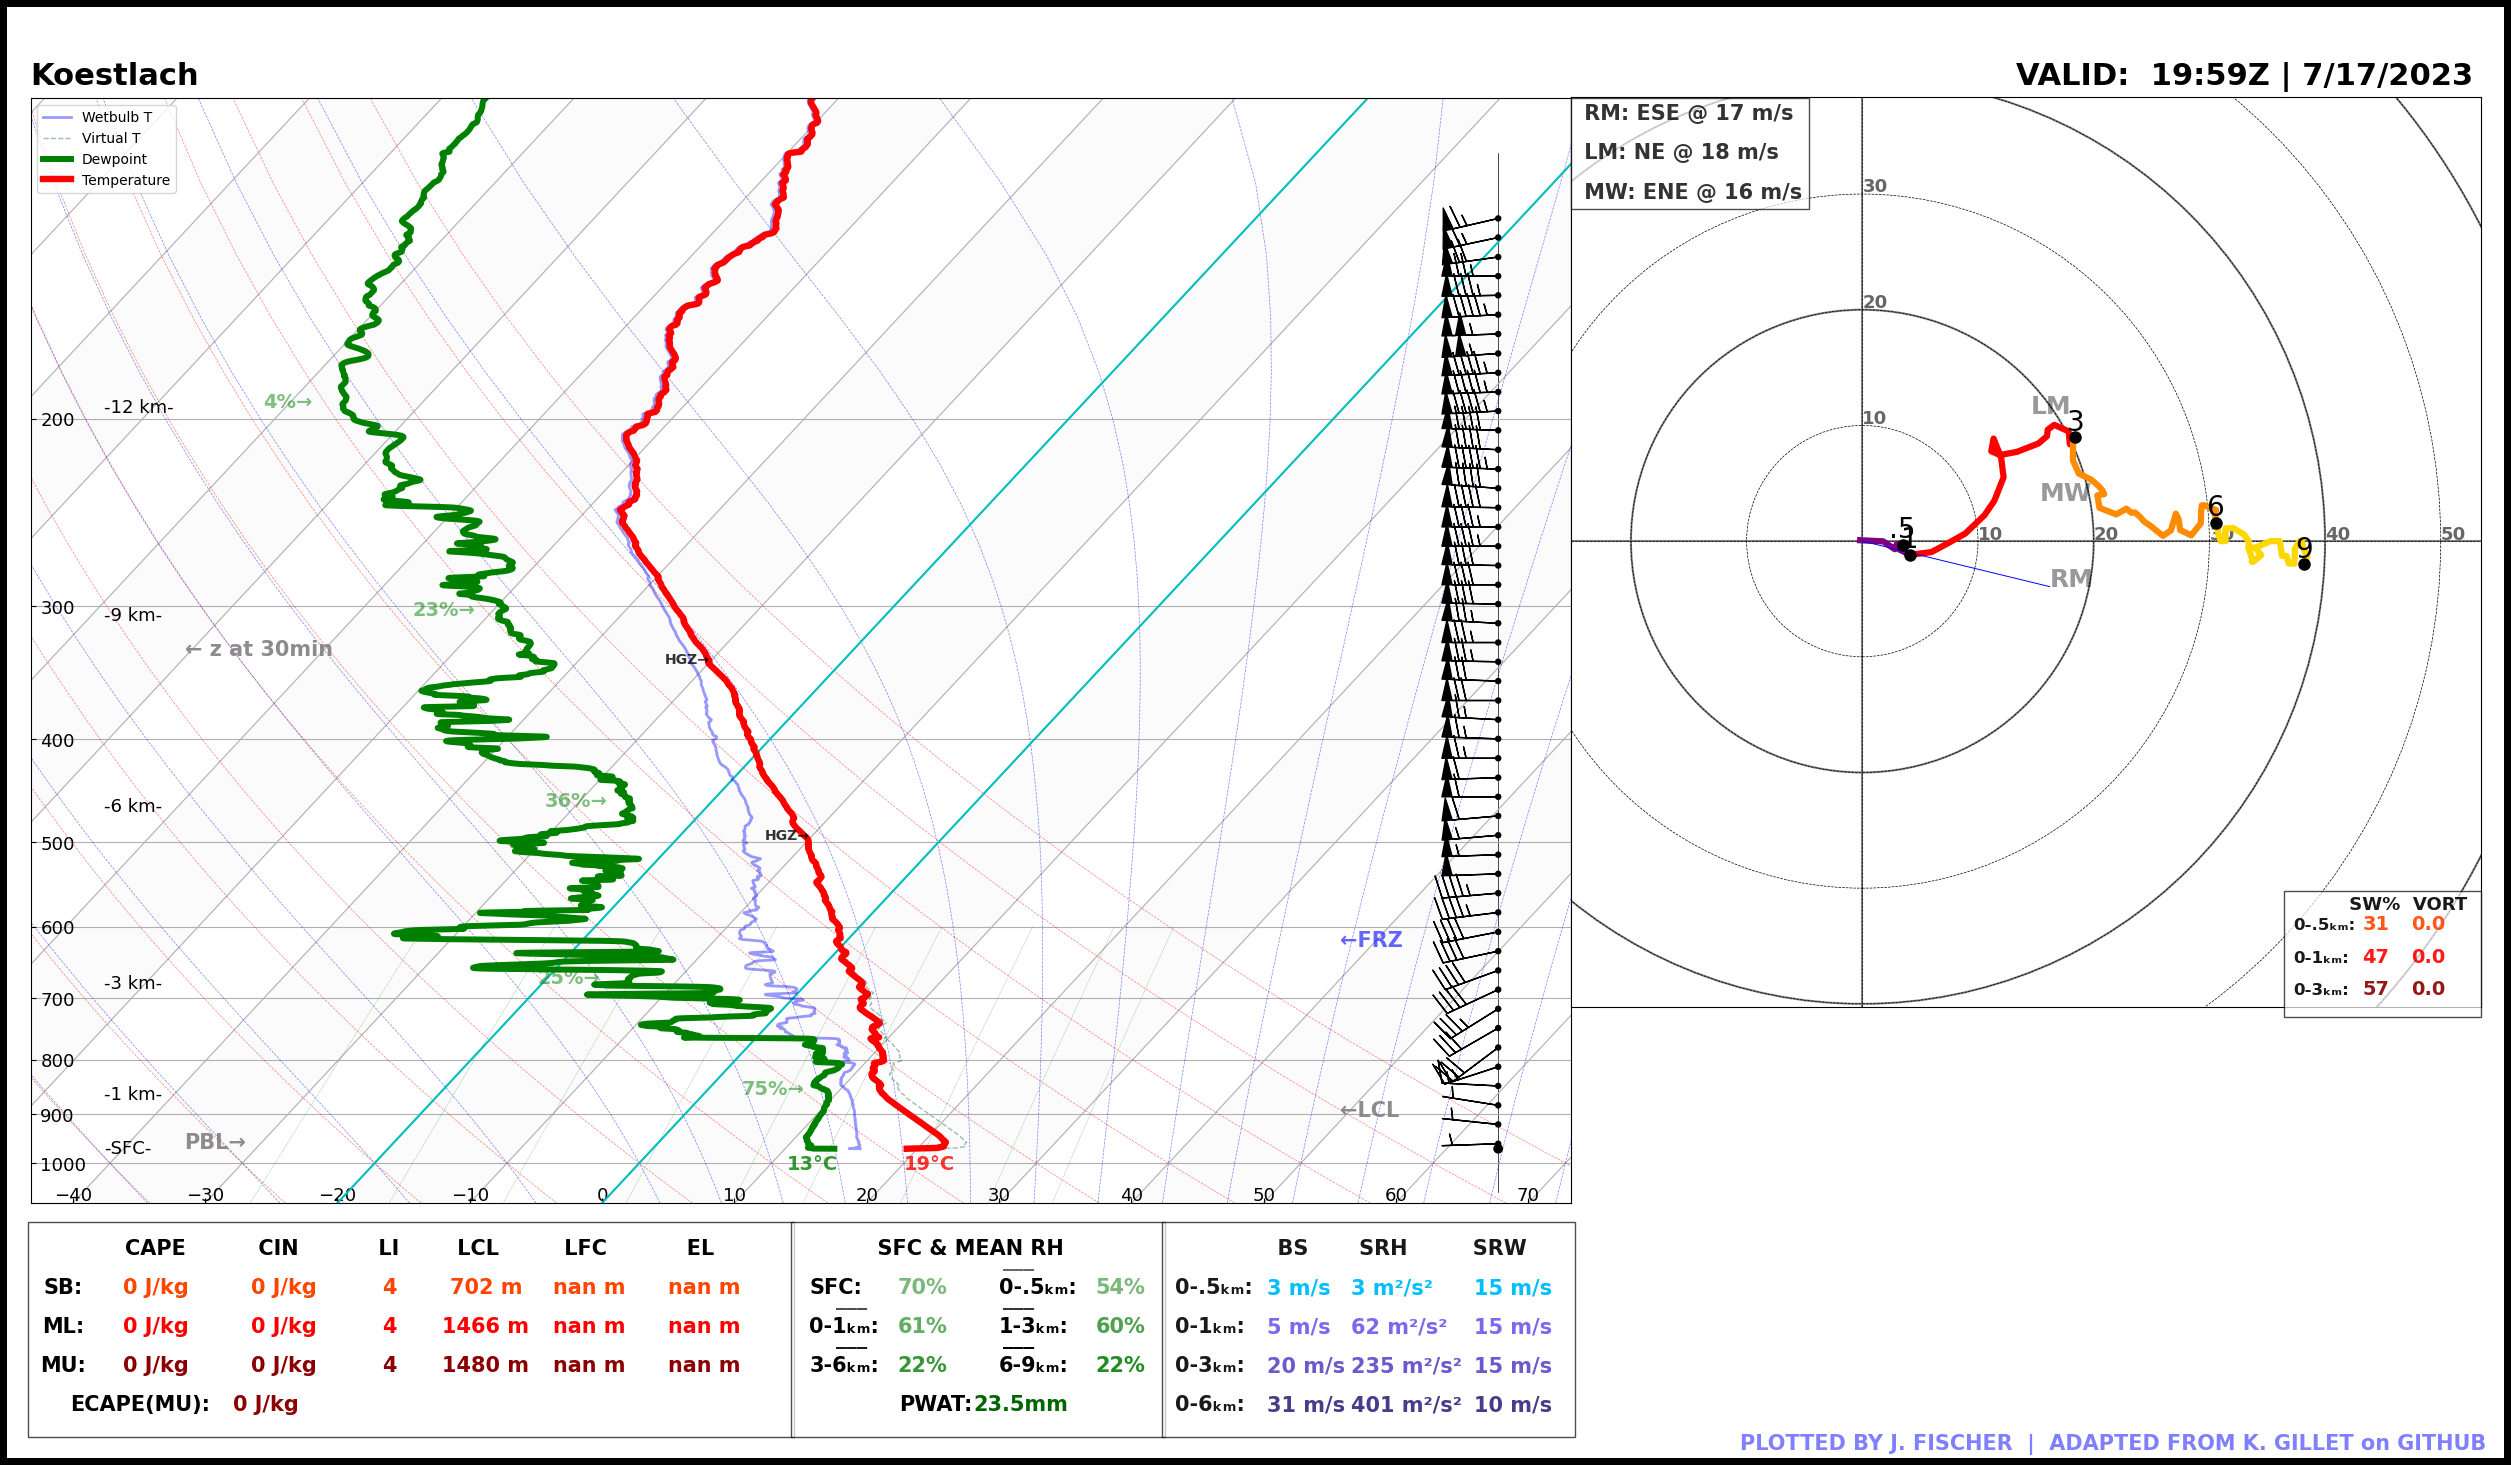 Koestlach
VALID:  19:59Z | 7/17/2023
Wetbulb T
Virtual T
Dewpoint
Temperature
RM: ESE @ 17 m/s
LM: NE @ 18 m/s
MW: ENE @ 16 m/s
200
300
400
500
600
700
800
900
1000
-12 km-
-9 km-
-6 km-
-3 km-
-1 km-
-SFC-
4%→
23%→
← z at 30min
HGZ→
36%→
HGZ→
25%→
75%→
PBL→
←FRZ
←LCL
13°C
19°C
−40 −30 −20 −10 0 10 20 30 40 50 60 70
30
20
10
LM
3
MW
6
.5
1
10 20 30 40 50
9
RM
SW% VORT
0-.5ₖₘ: 31 0.0
0-1ₖₘ: 47 0.0
0-3ₖₘ: 57 0.0
CAPE CIN LI LCL LFC EL
SB: 0 J/kg 0 J/kg 4 702 m nan m nan m
ML: 0 J/kg 0 J/kg 4 1466 m nan m nan m
MU: 0 J/kg 0 J/kg 4 1480 m nan m nan m
ECAPE(MU): 0 J/kg
SFC & MEAN RH
SFC: 70% 0-.5ₖₘ: 54%
0-1ₖₘ: 61% 1-3ₖₘ: 60%
3-6ₖₘ: 22% 6-9ₖₘ: 22%
PWAT: 23.5mm
BS SRH SRW
0-.5ₖₘ: 3 m/s 3 m²/s² 15 m/s
0-1ₖₘ: 5 m/s 62 m²/s² 15 m/s
0-3ₖₘ: 20 m/s 235 m²/s² 15 m/s
0-6ₖₘ: 31 m/s 401 m²/s² 10 m/s
PLOTTED BY J. FISCHER  |  ADAPTED FROM K. GILLET on GITHUB